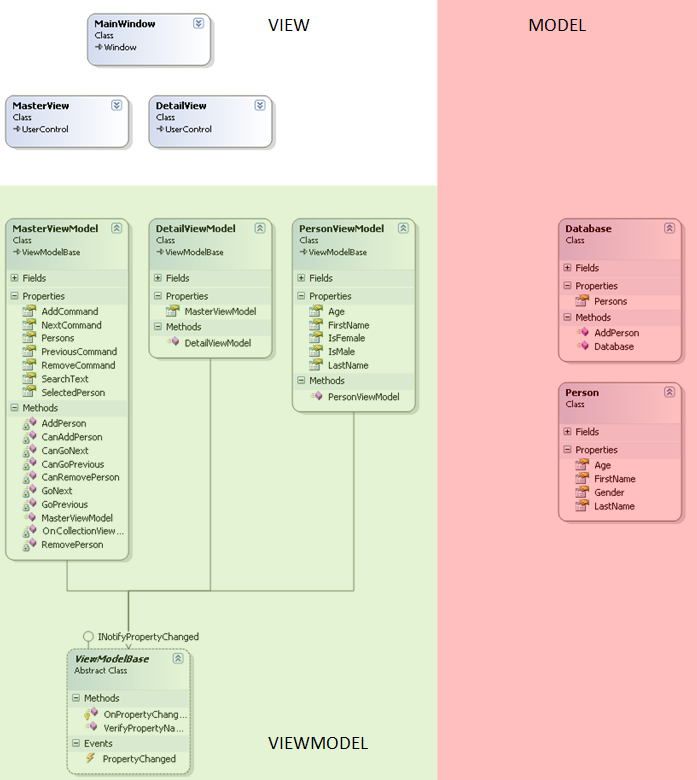 VIEW
MODEL
MainWindow
Class
Window
MasterView
Class
UserControl
DetailView
Class
UserControl
MasterViewModel
Class
ViewModelBase
Fields
Properties
AddCommand
NextCommand
Persons
PreviousCommand
RemoveCommand
SearchText
SelectedPerson
Methods
AddPerson
CanAddPerson
CanGoNext
CanGoPrevious
CanRemovePerson
GoNext
GoPrevious
MasterViewModel
OnCollectionView ...
RemovePerson
DetailViewModel
Class
ViewModelBase
Fields
Properties
MasterViewModel
Methods
DetailViewModel
PersonViewModel
Class
ViewModelBase
Fields
Properties
Age
FirstName
IsFemale
IsMale
LastName
Methods
PersonViewModel
Database
Class
Fields
Properties
Persons
Methods
AddPerson
Database
Person
Class
Fields
Properties
Age
FirstName
Gender
LastName
INotifyPropertyChanged
ViewModelBase
Abstract Class
Methods
OnPropertyChang...
VerifyPropertyNa...
Events
PropertyChanged
VIEWMODEL